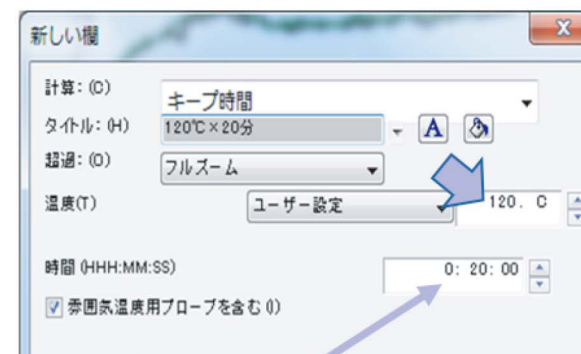 新しい欄
計算: (C) キープ時間
タイトル: (H) 120℃×20分 A
超過: (O) フルズーム
温度(T) ユーザー設定 120. C
時間 (HHH:MM:SS) 0: 20: 00
雰囲気温度用プローブを含む (I)